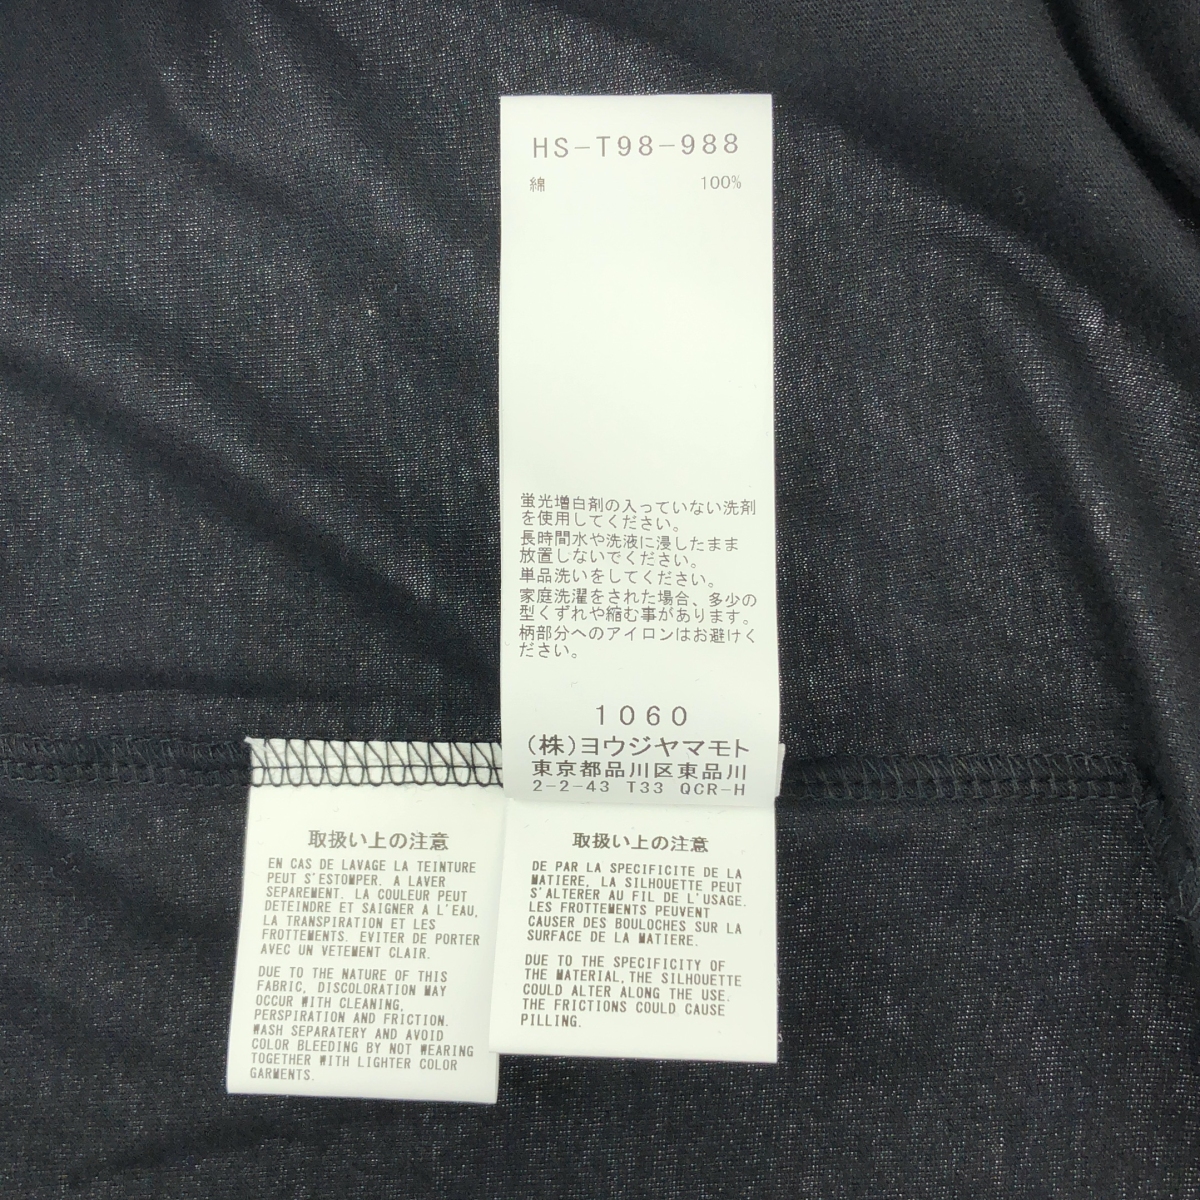 HS-T98-988
綿 100%
蛍光増白剤の入っていない洗剤
を使用してください。
長時間水や洗液に浸したまま
放置しないでください。
単品洗いをしてください。
家庭洗濯をされた場合、多少の
型くずれや縮む事があります。
柄部分へのアイロンはお避けく
ださい。
1060
(株)ヨウジヤマモト
東京都品川区東品川
2-2-43 T33 QCR-H
取扱い上の注意
EN CAS DE LAVAGE LA TEINTURE
PEUT S'ESTOMPER. A LAVER
SEPAREMENT. LA COULEUR PEUT
DETEINDRE ET SAIGNER A L'EAU,
LA TRANSPIRATION ET LES
FROTTEMENTS. EVITER DE PORTER
AVEC UN VETEMENT CLAIR.
DUE TO THE NATURE OF THIS
FABRIC, DISCOLORATION MAY
OCCUR WITH CLEANING,
PERSPIRATION AND FRICTION.
WASH SEPARATERY AND AVOID
COLOR BLEEDING BY NOT WEARING
TOGETHER WITH LIGHTER COLOR
GARMENTS.
取扱い上の注意
DE PAR LA SPECIFICITE DE LA
MATIERE, LA SILHOUETTE PEUT
S'ALTERER AU FIL DE L'USAGE.
LES FROTTEMENTS PEUVENT
CAUSER DES BOULOCHES SUR LA
SURFACE DE LA MATIERE.
DUE TO THE SPECIFICITY OF
THE MATERIAL,THE SILHOUETTE
COULD ALTER ALONG THE USE.
THE FRICTIONS COULD CAUSE
PILLING.